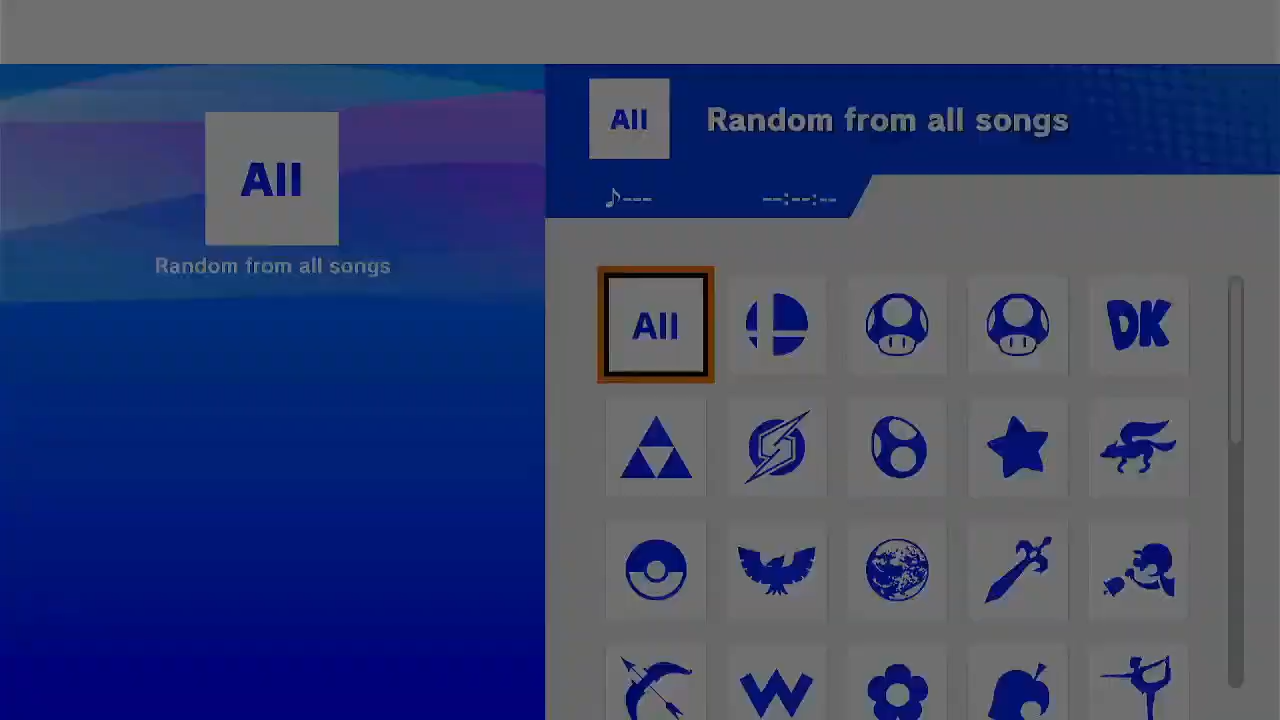 All
Random from all songs
All
Random from all songs
♪--- --:--:--
All
DK
W